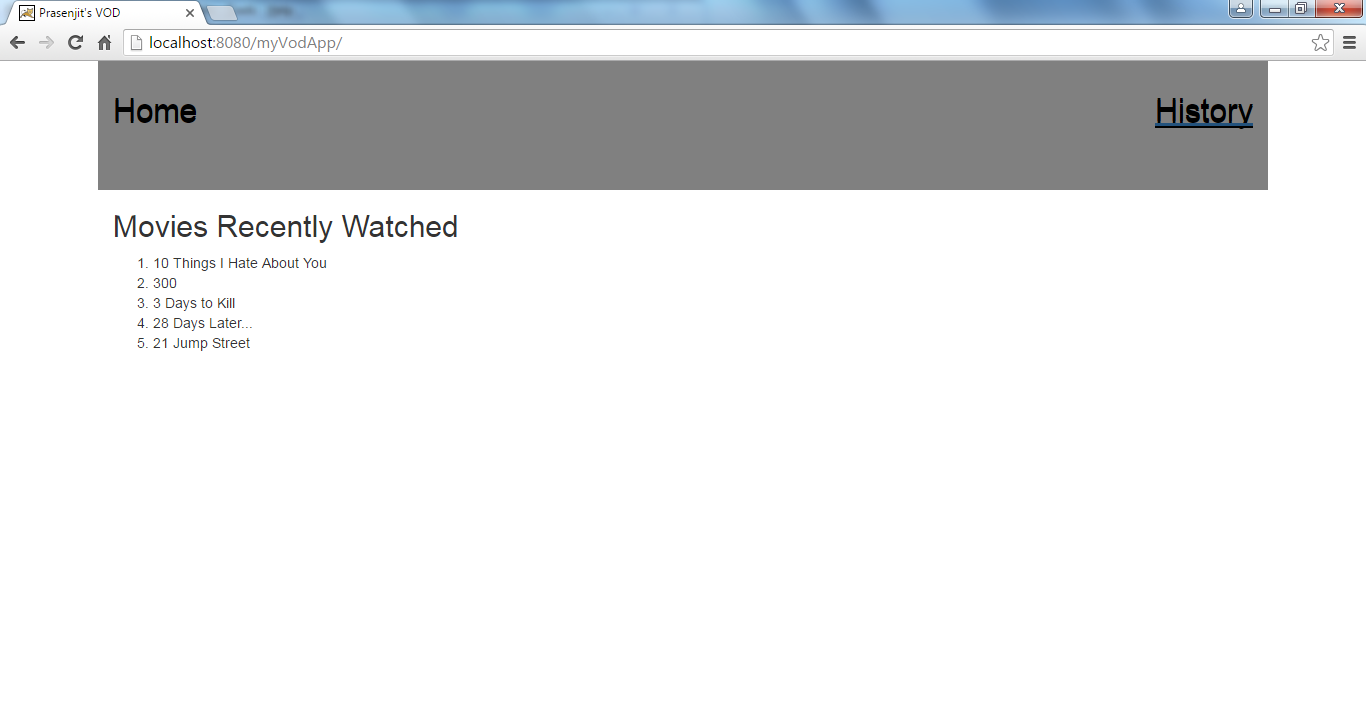 Prasenjit's VOD
localhost:8080/myVodApp/
Home
History
Movies Recently Watched
1. 10 Things I Hate About You
2. 300
3. 3 Days to Kill
4. 28 Days Later...
5. 21 Jump Street